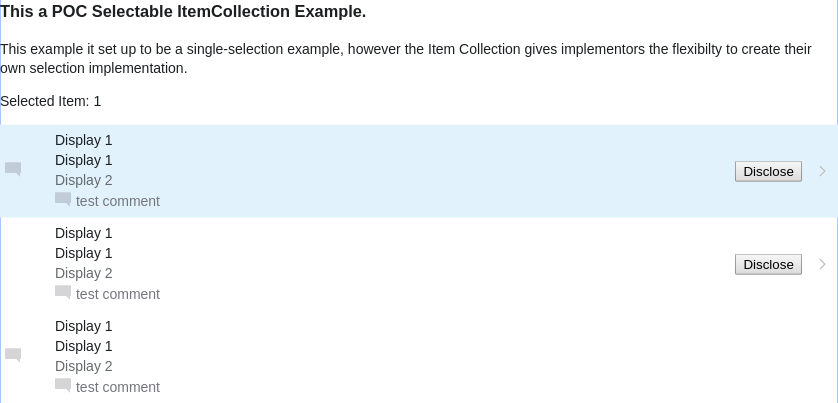 This a POC Selectable ItemCollection Example.
This example it set up to be a single-selection example, however the Item Collection gives implementors the flexibilty to create their
own selection implementation.
Selected Item: 1
Display 1
Display 1
Display 2
test comment
Disclose
Display 1
Display 1
Display 2
test comment
Disclose
Display 1
Display 1
Display 2
test comment